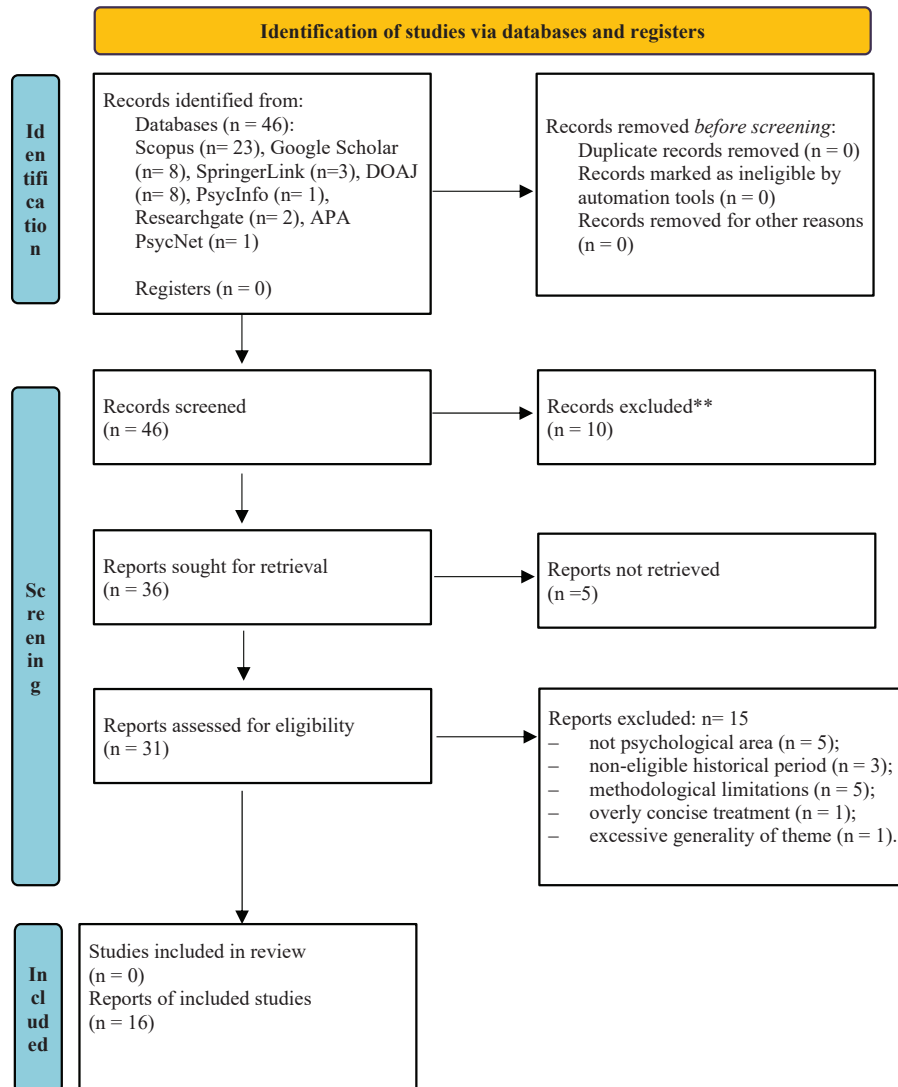 Identification of studies via databases and registers
Id
en
tifi
ca
tio
n
Records identified from:
Databases (n = 46):
Scopus (n= 23), Google Scholar
(n= 8), SpringerLink (n=3), DOAJ
(n= 8), PsycInfo (n= 1),
Researchgate (n= 2), APA
PsycNet (n= 1)
Registers (n = 0)
Records removed before screening:
Duplicate records removed (n = 0)
Records marked as ineligible by
automation tools (n = 0)
Records removed for other reasons
(n = 0)
Sc
re
en
in
g
Records screened
(n = 46)
Records excluded**
(n = 10)
Reports sought for retrieval
(n = 36)
Reports not retrieved
(n =5)
Reports assessed for eligibility
(n = 31)
Reports excluded: n= 15
– not psychological area (n = 5);
– non-eligible historical period (n = 3);
– methodological limitations (n = 5);
– overly concise treatment (n = 1);
– excessive generality of theme (n = 1).
In
cl
ud
ed
Studies included in review
(n = 0)
Reports of included studies
(n = 16)